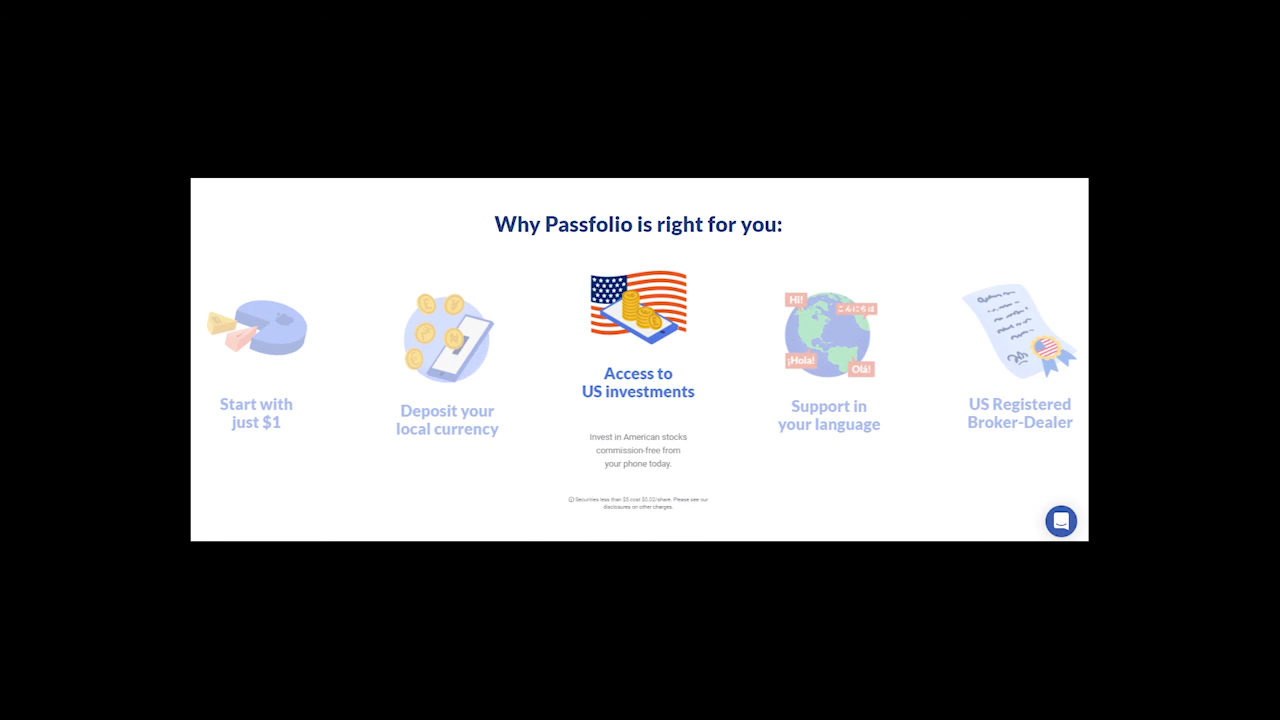 Why Passfolio is right for you:
Start with
just $1
Deposit your
local currency
Access to
US investments
Invest in American stocks
commission-free from
your phone today.
Securities less than $5 cost $0.02/share. Please see our
disclosures on other charges.
Hi!
こんにちは
¡Hola!
Olá!
Support in
your language
US Registered
Broker-Dealer